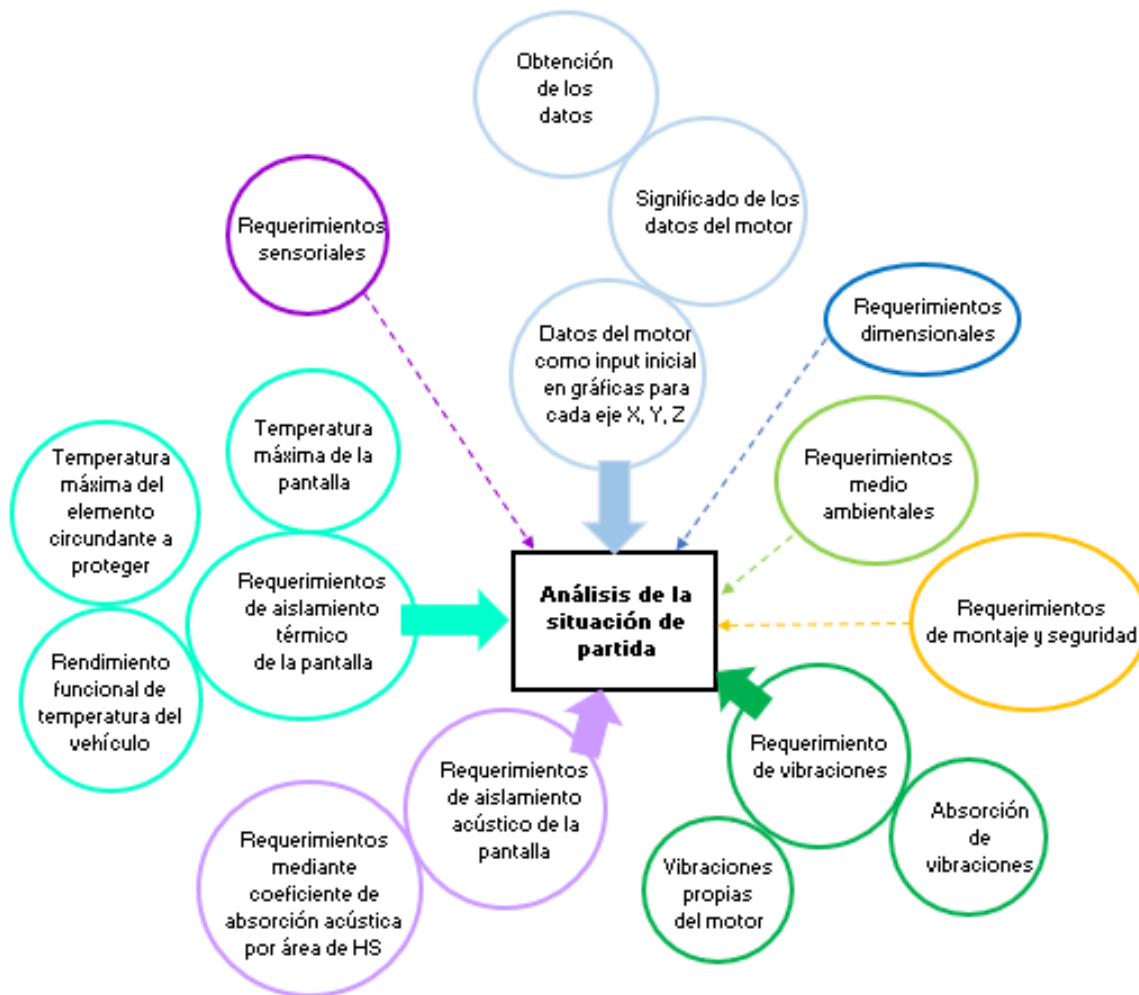 Obtención
de los
datos
Significado de los
datos del motor
Requerimientos
sensoriales
Datos del motor
como input inicial
en gráficas para
cada eje X, Y, Z
Requerimientos
dimensionales
Temperatura
máxima de la
pantalla
Temperatura
máxima del
elemento
circundante a
proteger
Requerimientos
medio
ambientales
Requerimientos
de aislamiento
térmico
de la pantalla
Análisis de la
situación de
partida
Requerimientos
de montaje y seguridad
Rendimiento
funcional de
temperatura del
vehículo
Requerimientos
de aislamiento
acústico de la
pantalla
Requerimiento
de vibraciones
Requerimientos
mediante
coeficiente de
absorción acústica
por área de HS
Vibraciones
propias
del motor
Absorción
de
vibraciones